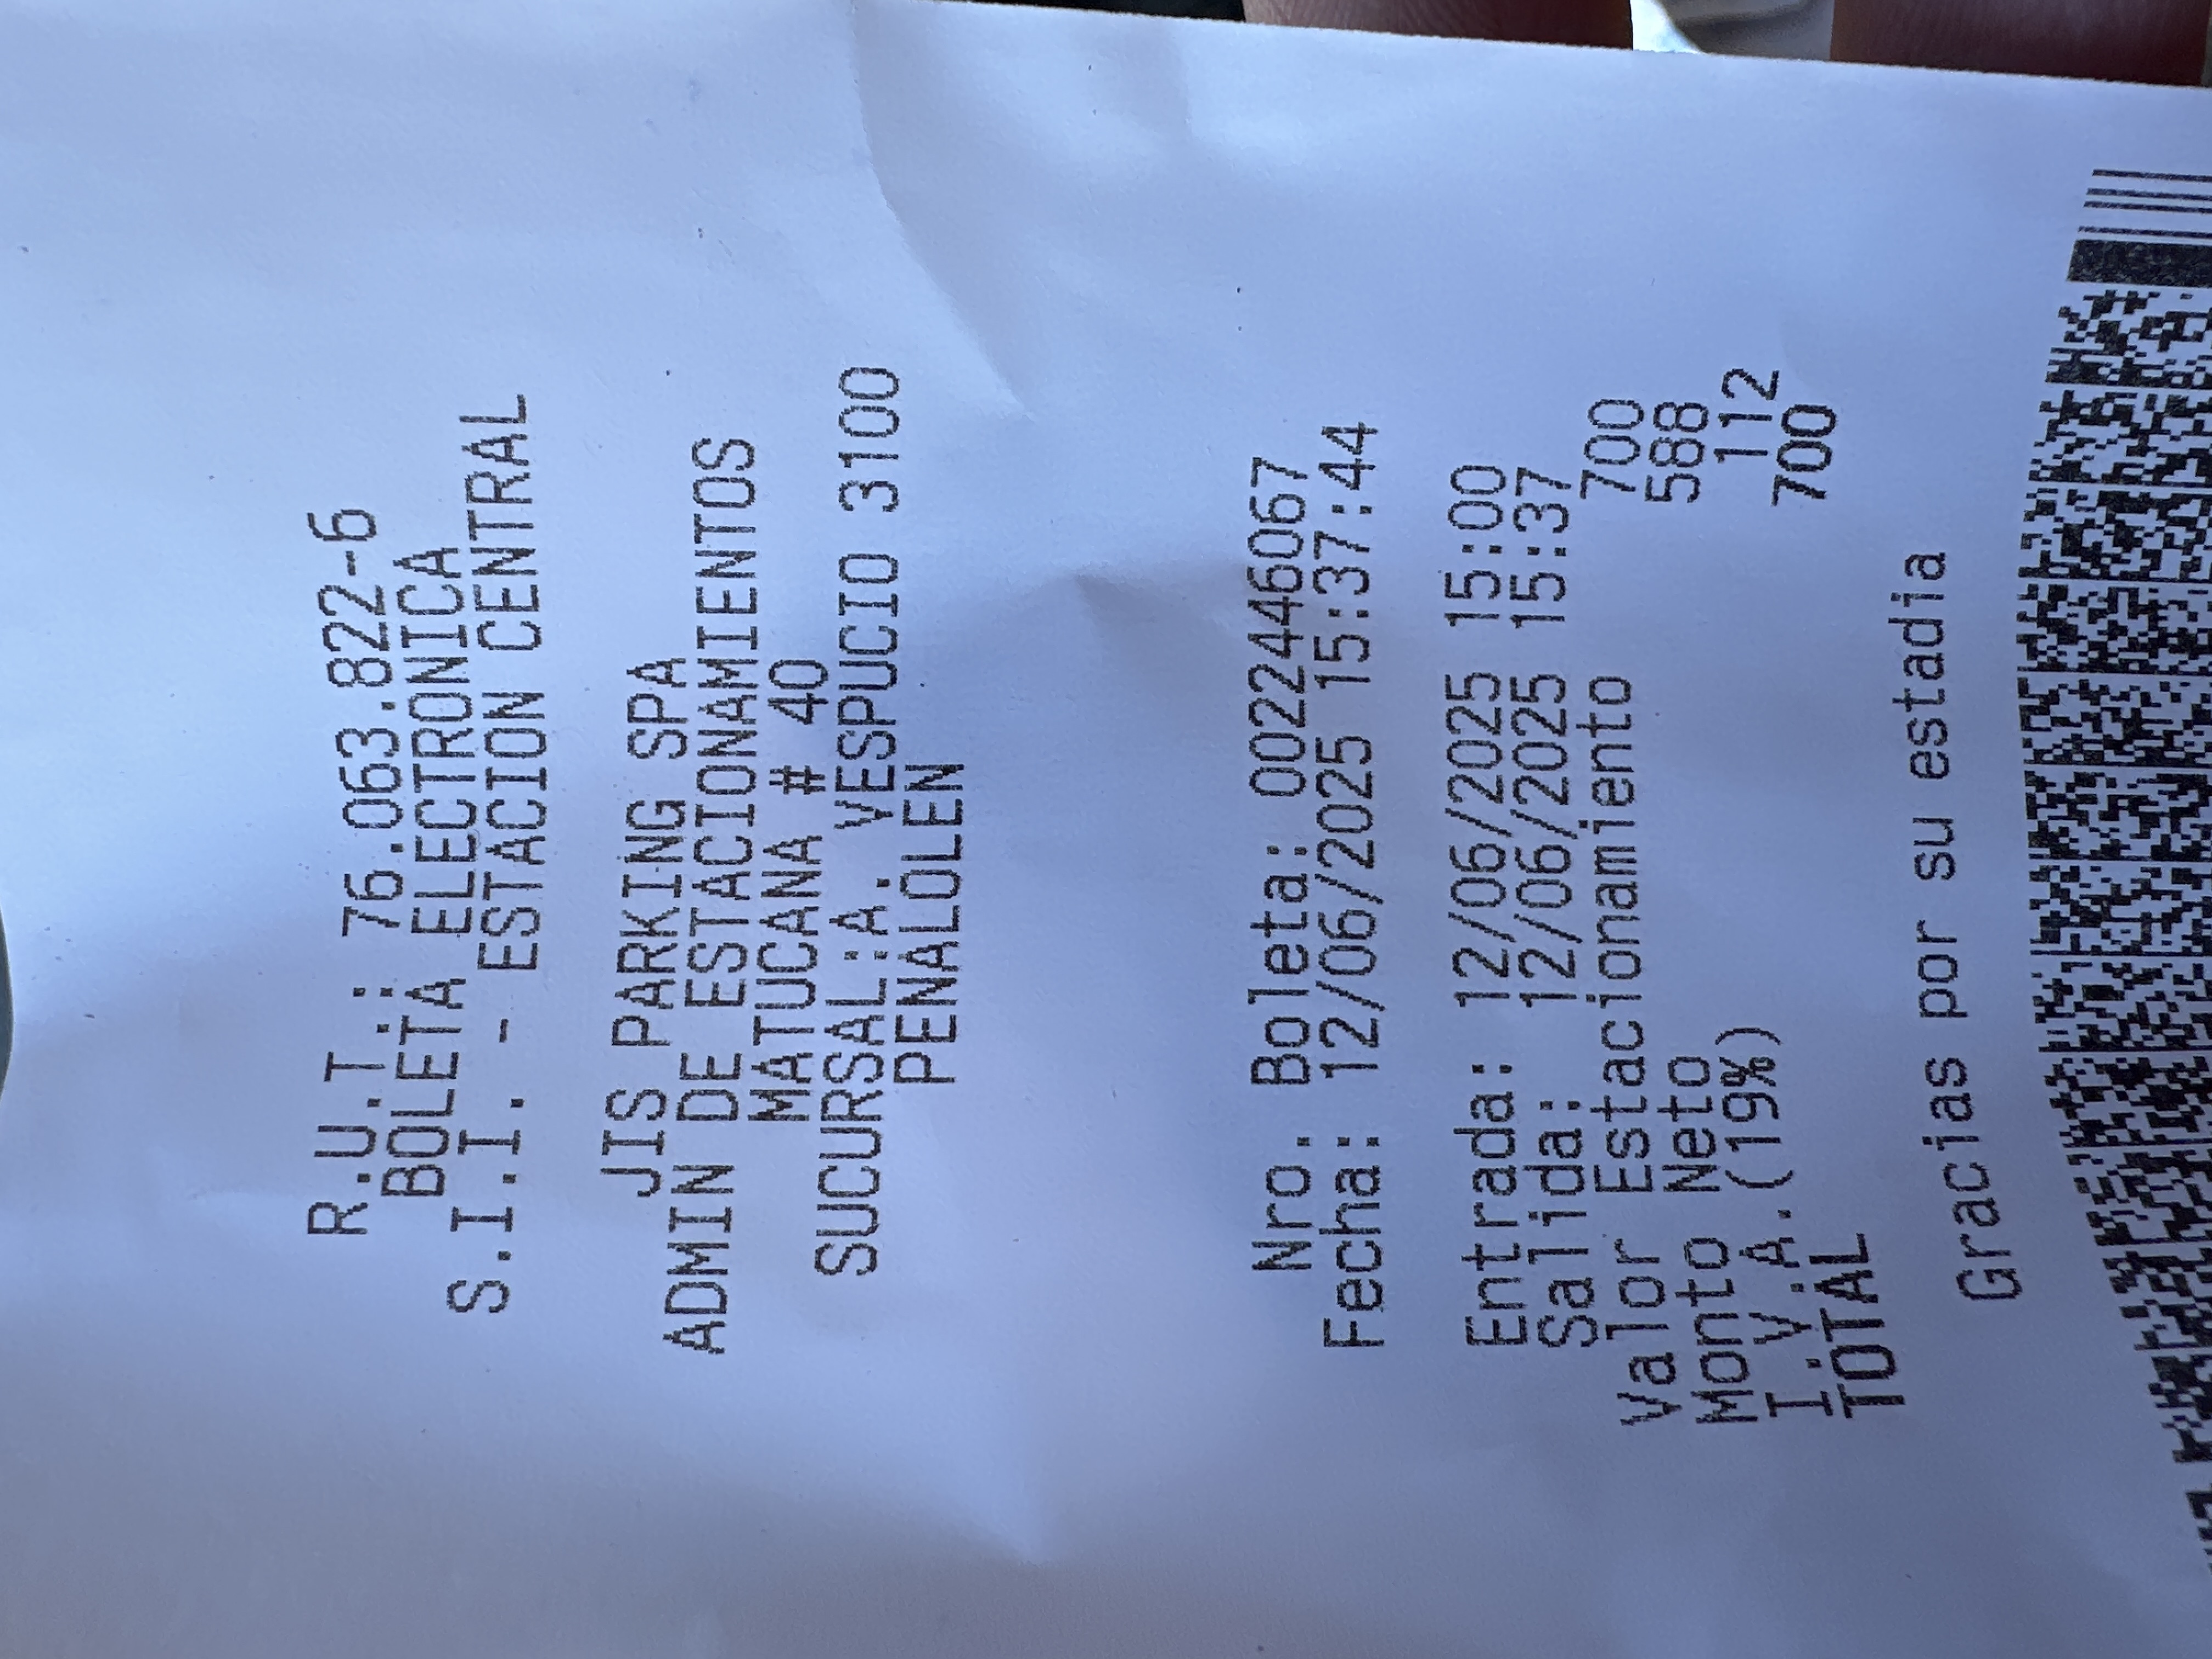 R.U.T.: 76.063.822-6
BOLETA ELECTRONICA
S.I.I. - ESTACION CENTRAL
JIS PARKING SPA
ADMIN DE ESTACIONAMIENTOS
MATUCANA # 40
SUCURSAL:A. VESPUCIO 3100
PENALOLEN
Nro. Boleta: 0022446067
Fecha: 12/06/2025 15:37:44
Entrada: 12/06/2025 15:00
Salida: 12/06/2025 15:37
Valor Estacionamiento 700
Monto Neto 588
I.V.A.(19%) 112
TOTAL 700
Gracias por su estadia